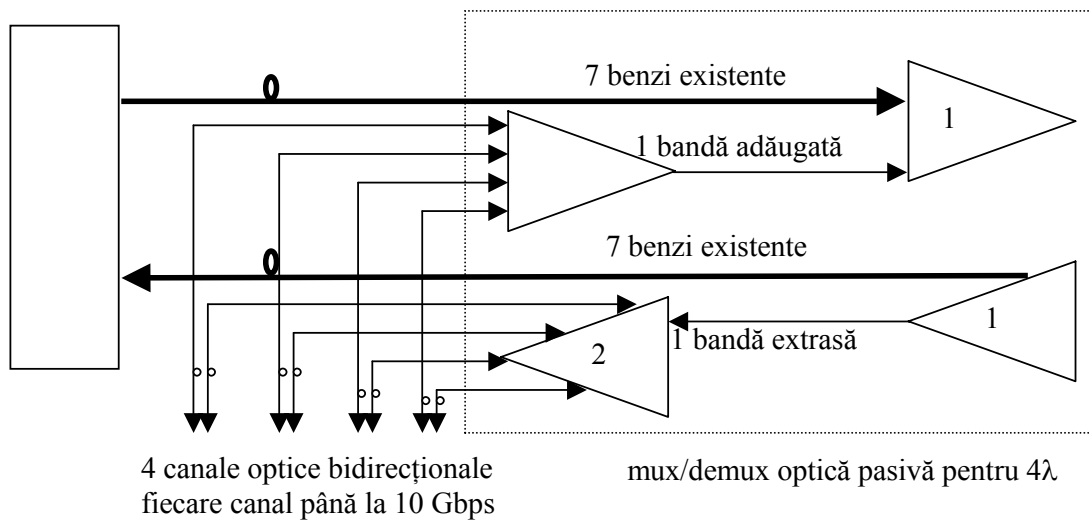 7 benzi existente
1
1 bandă adăugată
7 benzi existente
1
1 bandă extrasă
2
4 canale optice bidirecționale
fiecare canal până la 10 Gbps
mux/demux optică pasivă pentru 4λ